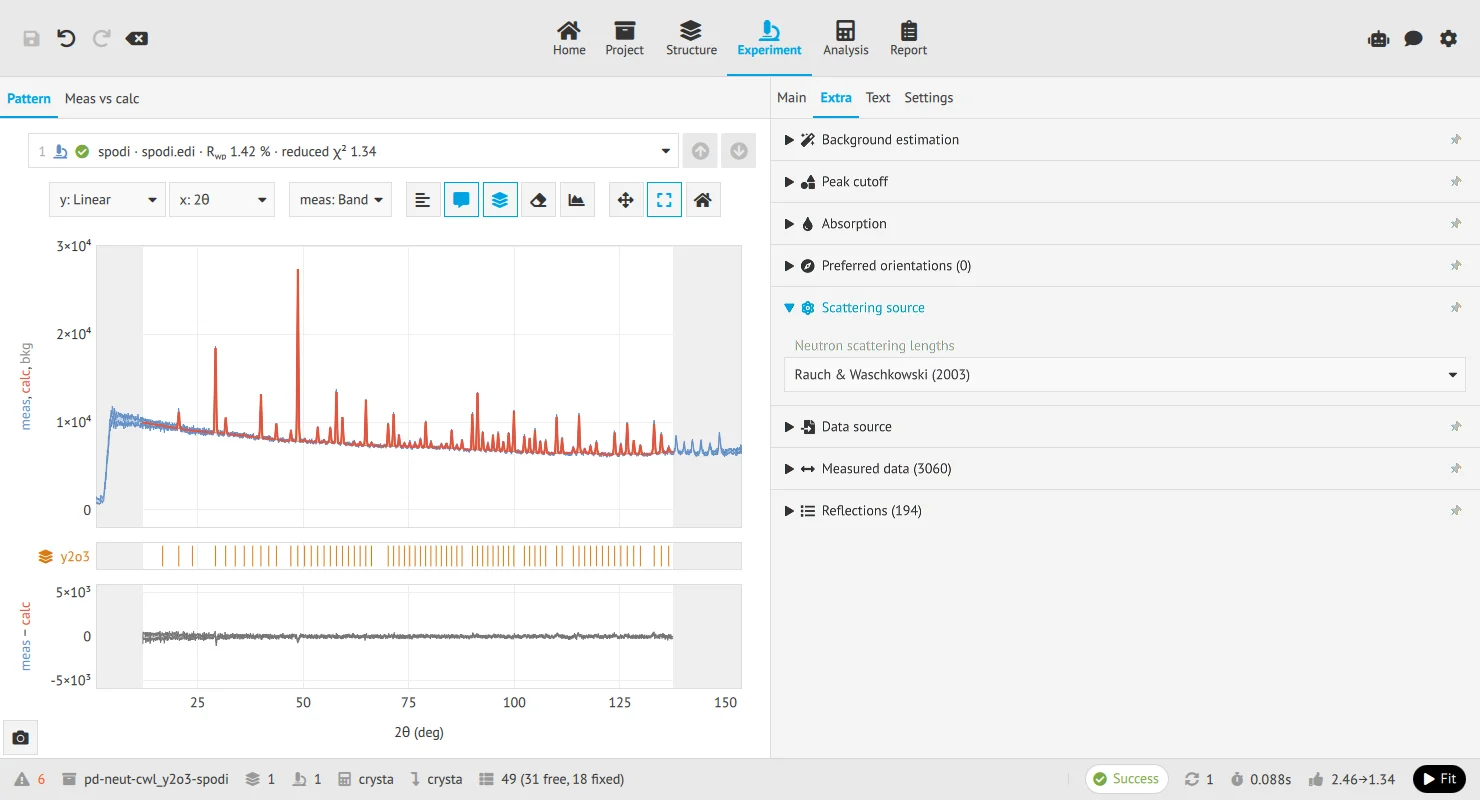 Home Project Structure Experiment Analysis Report
Pattern Meas vs calc
Main Extra Text Settings
1 spodi · spodi.edi · Rwp 1.42 % · reduced χ² 1.34
y: Linear x: 2θ meas: Band
3×10⁴
2×10⁴
1×10⁴
0
meas, calc, bkg
y2o3
5×10³
0
-5×10³
meas − calc
25 50 75 100 125 150
2θ (deg)
Background estimation
Peak cutoff
Absorption
Preferred orientations (0)
Scattering source
Neutron scattering lengths
Rauch & Waschkowski (2003)
Data source
Measured data (3060)
Reflections (194)
6 pd-neut-cwl_y2o3-spodi 1 1 crysta crysta 49 (31 free, 18 fixed) Success 1 0.088s 2.46→1.34 Fit